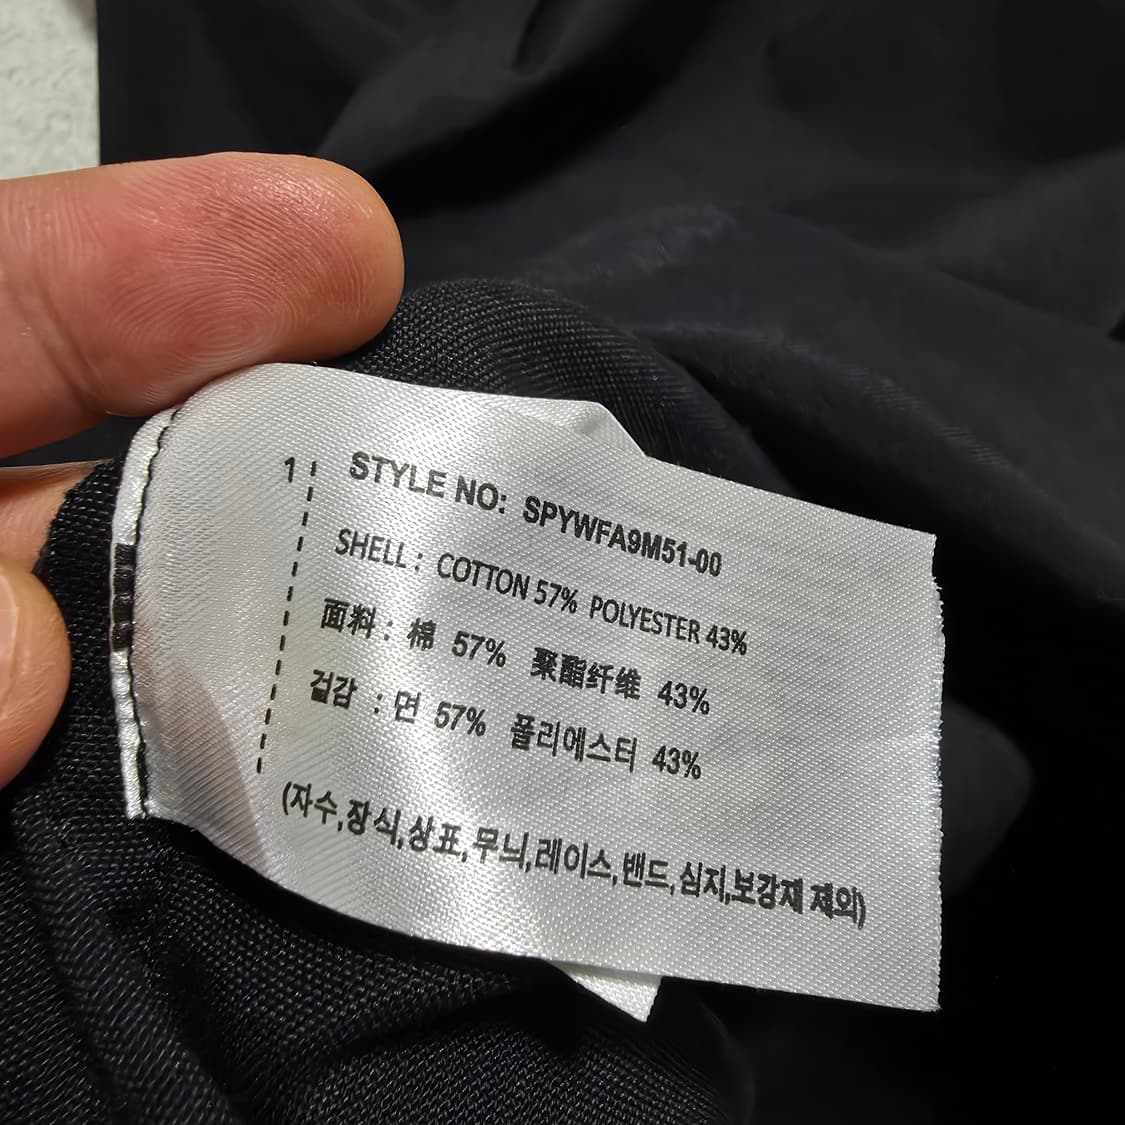 1
STYLE NO: SPYWFA9M51-00
SHELL : COTTON 57% POLYESTER 43%
面料 : 棉 57% 聚酯纤维 43%
겉감 : 면 57% 폴리에스터 43%
(자수,장식,상표,무늬,레이스,밴드,심지,보강재 제외)